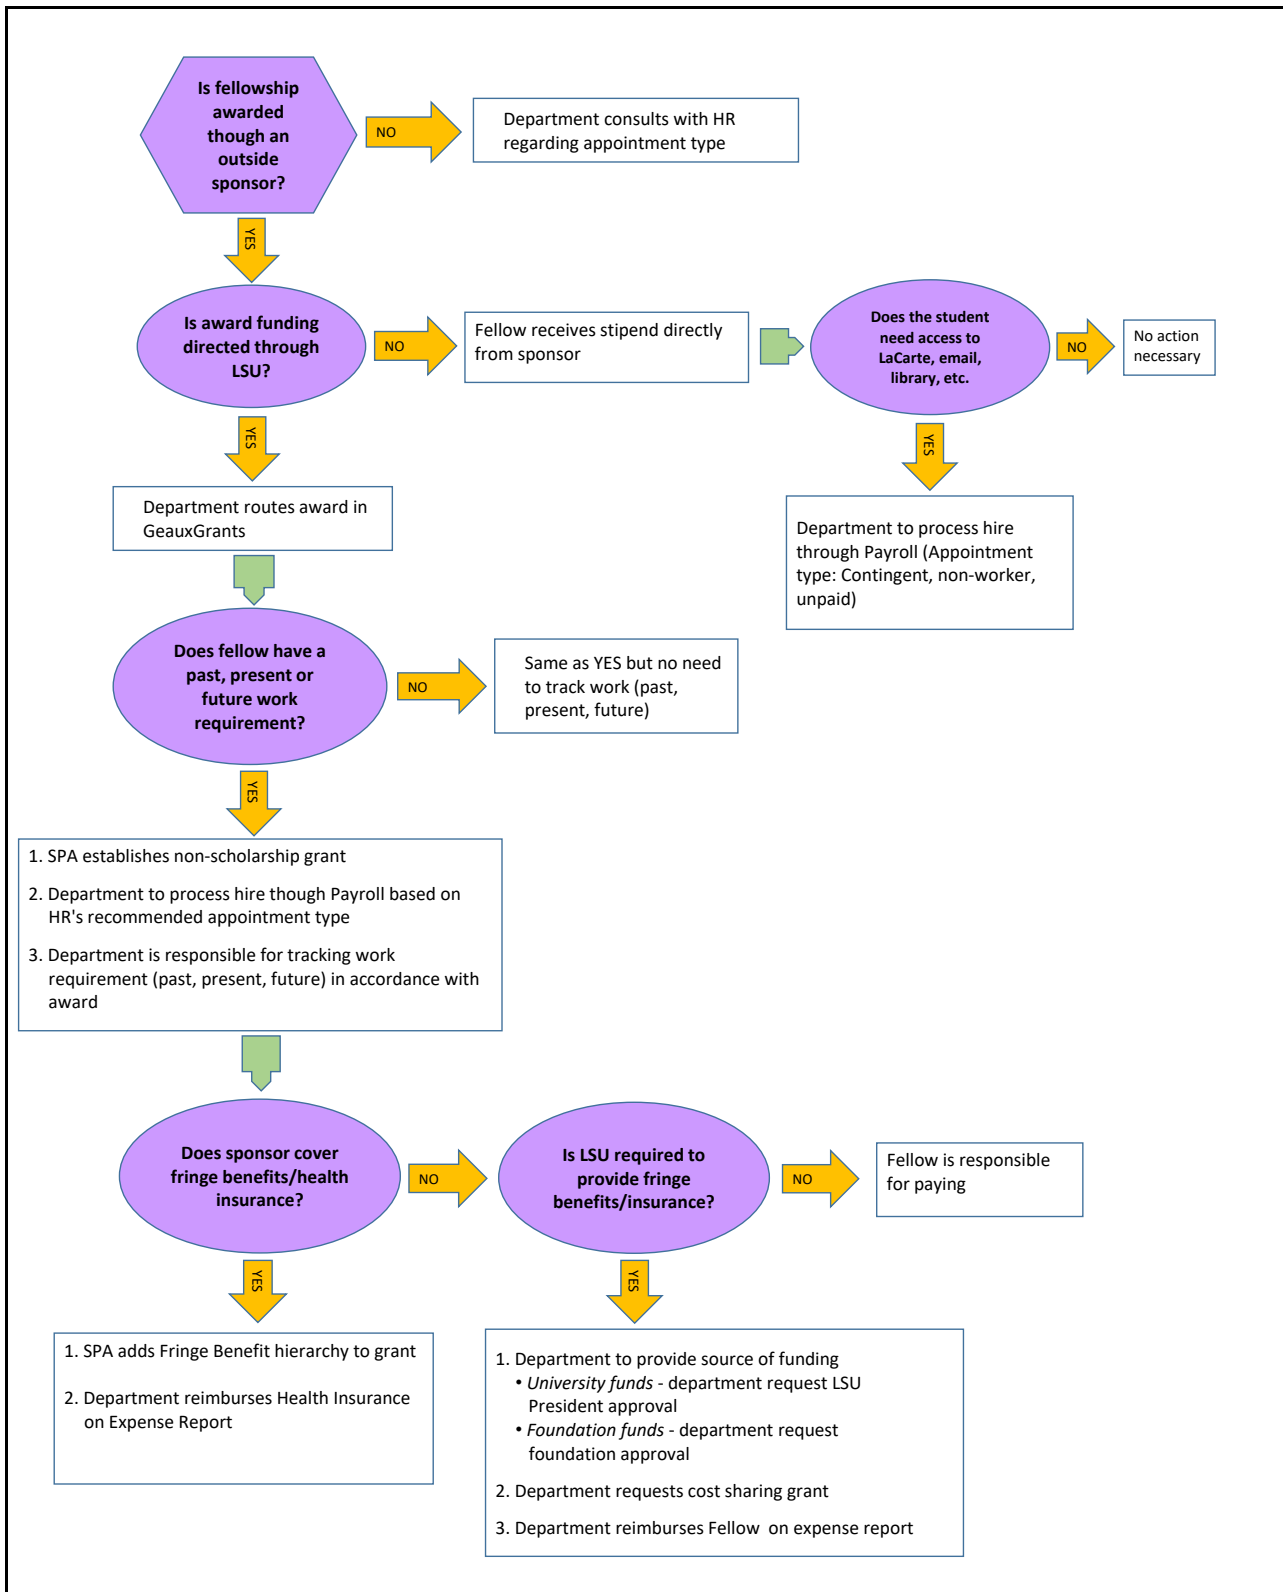 Is fellowship
awarded
though an
outside
sponsor?
NO
Department consults with HR
regarding appointment type
YES
Is award funding
directed through
LSU?
NO
Fellow receives stipend directly
from sponsor
Does the student
need access to
LaCarte, email,
library, etc.
NO
No action
necessary
YES
YES
Department routes award in
GeauxGrants
Department to process hire
through Payroll (Appointment
type: Contingent, non-worker,
unpaid)
Does fellow have a
past, present or
future work
requirement?
NO
Same as YES but no need
to track work (past,
present, future)
YES
1. SPA establishes non-scholarship grant
2. Department to process hire though Payroll based on
HR's recommended appointment type
3. Department is responsible for tracking work
requirement (past, present, future) in accordance with
award
Does sponsor cover
fringe benefits/health
insurance?
NO
Is LSU required to
provide fringe
benefits/insurance?
NO
Fellow is responsible
for paying
YES
YES
1. SPA adds Fringe Benefit hierarchy to grant
2. Department reimburses Health Insurance
on Expense Report
1. Department to provide source of funding
• University funds - department request LSU
President approval
• Foundation funds - department request
foundation approval
2. Department requests cost sharing grant
3. Department reimburses Fellow  on expense report